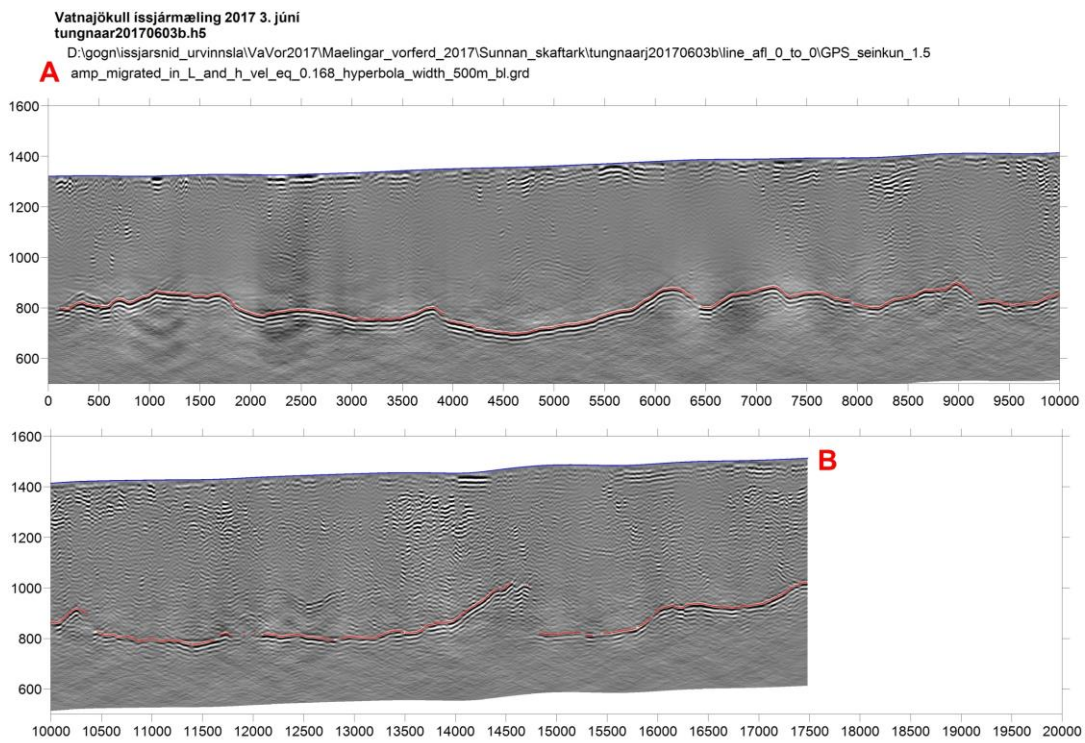 Vatnajökull íssjármæling 2017 3. júní
tungnaar20170603b.h5
D:\gogn\issjarsnid_urvinnsla\VaVor2017\Maelingar_vorferd_2017\Sunnan_skaftark\tungnaarj20170603b\line_afl_0_to_0\GPS_seinkun_1.5
A amp_migrated_in_L_and_h_vel_eq_0.168_hyperbola_width_500m_bl.grd
1600
1400
1200
1000
800
600
0 500 1000 1500 2000 2500 3000 3500 4000 4500 5000 5500 6000 6500 7000 7500 8000 8500 9000 9500 10000
1600
B
1400
1200
1000
800
600
10000 10500 11000 11500 12000 12500 13000 13500 14000 14500 15000 15500 16000 16500 17000 17500 18000 18500 19000 19500 20000